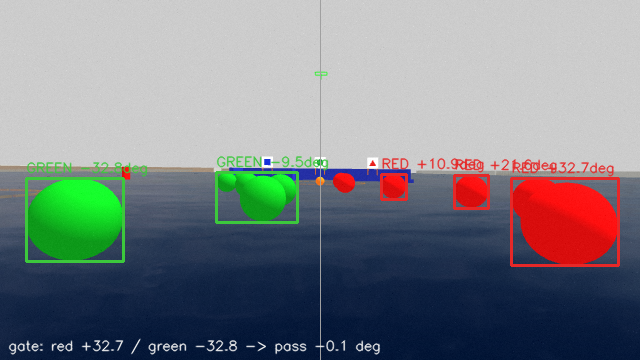 GREEN -32.8deg
GREEN -9.5deg
RED +10.9deg
RED +21.6deg
RED +32.7deg
gate: red +32.7 / green -32.8 -> pass -0.1 deg